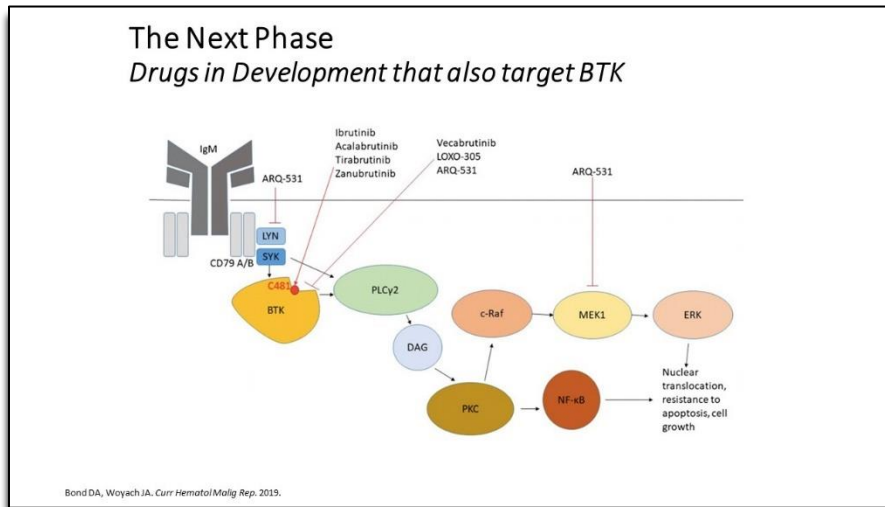 The Next Phase
Drugs in Development that also target BTK
IgM
Ibrutinib
Acalabrutinib
Tirabrutinib
Zanubrutinib
Vecabrutinib
LOXO-305
ARQ-531
ARQ-531
ARQ-531
LYN
SYK
CD79 A/B
C481
BTK
PLCγ2
DAG
PKC
c-Raf
MEK1
ERK
NF-κB
Nuclear
translocation,
resistance to
apoptosis, cell
growth
Bond DA, Woyach JA. Curr Hematol Malig Rep. 2019.